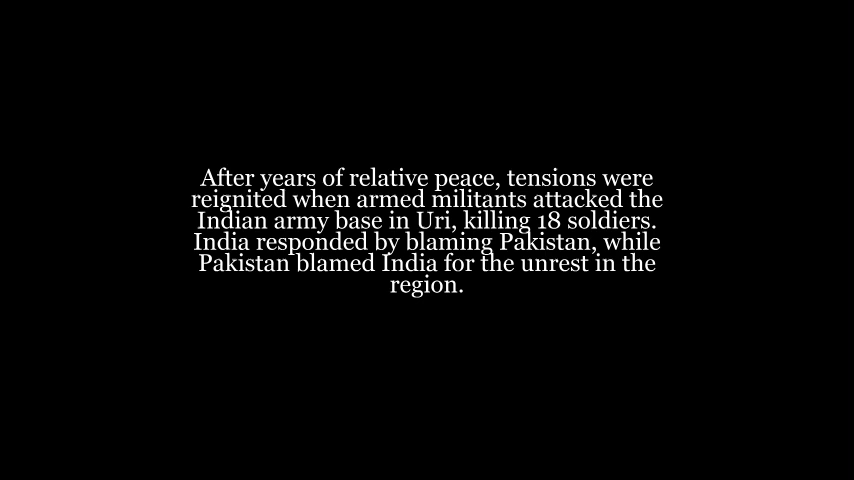 After years of relative peace, tensions were
reignited when armed militants attacked the
Indian army base in Uri, killing 18 soldiers.
India responded by blaming Pakistan, while
Pakistan blamed India for the unrest in the
region.